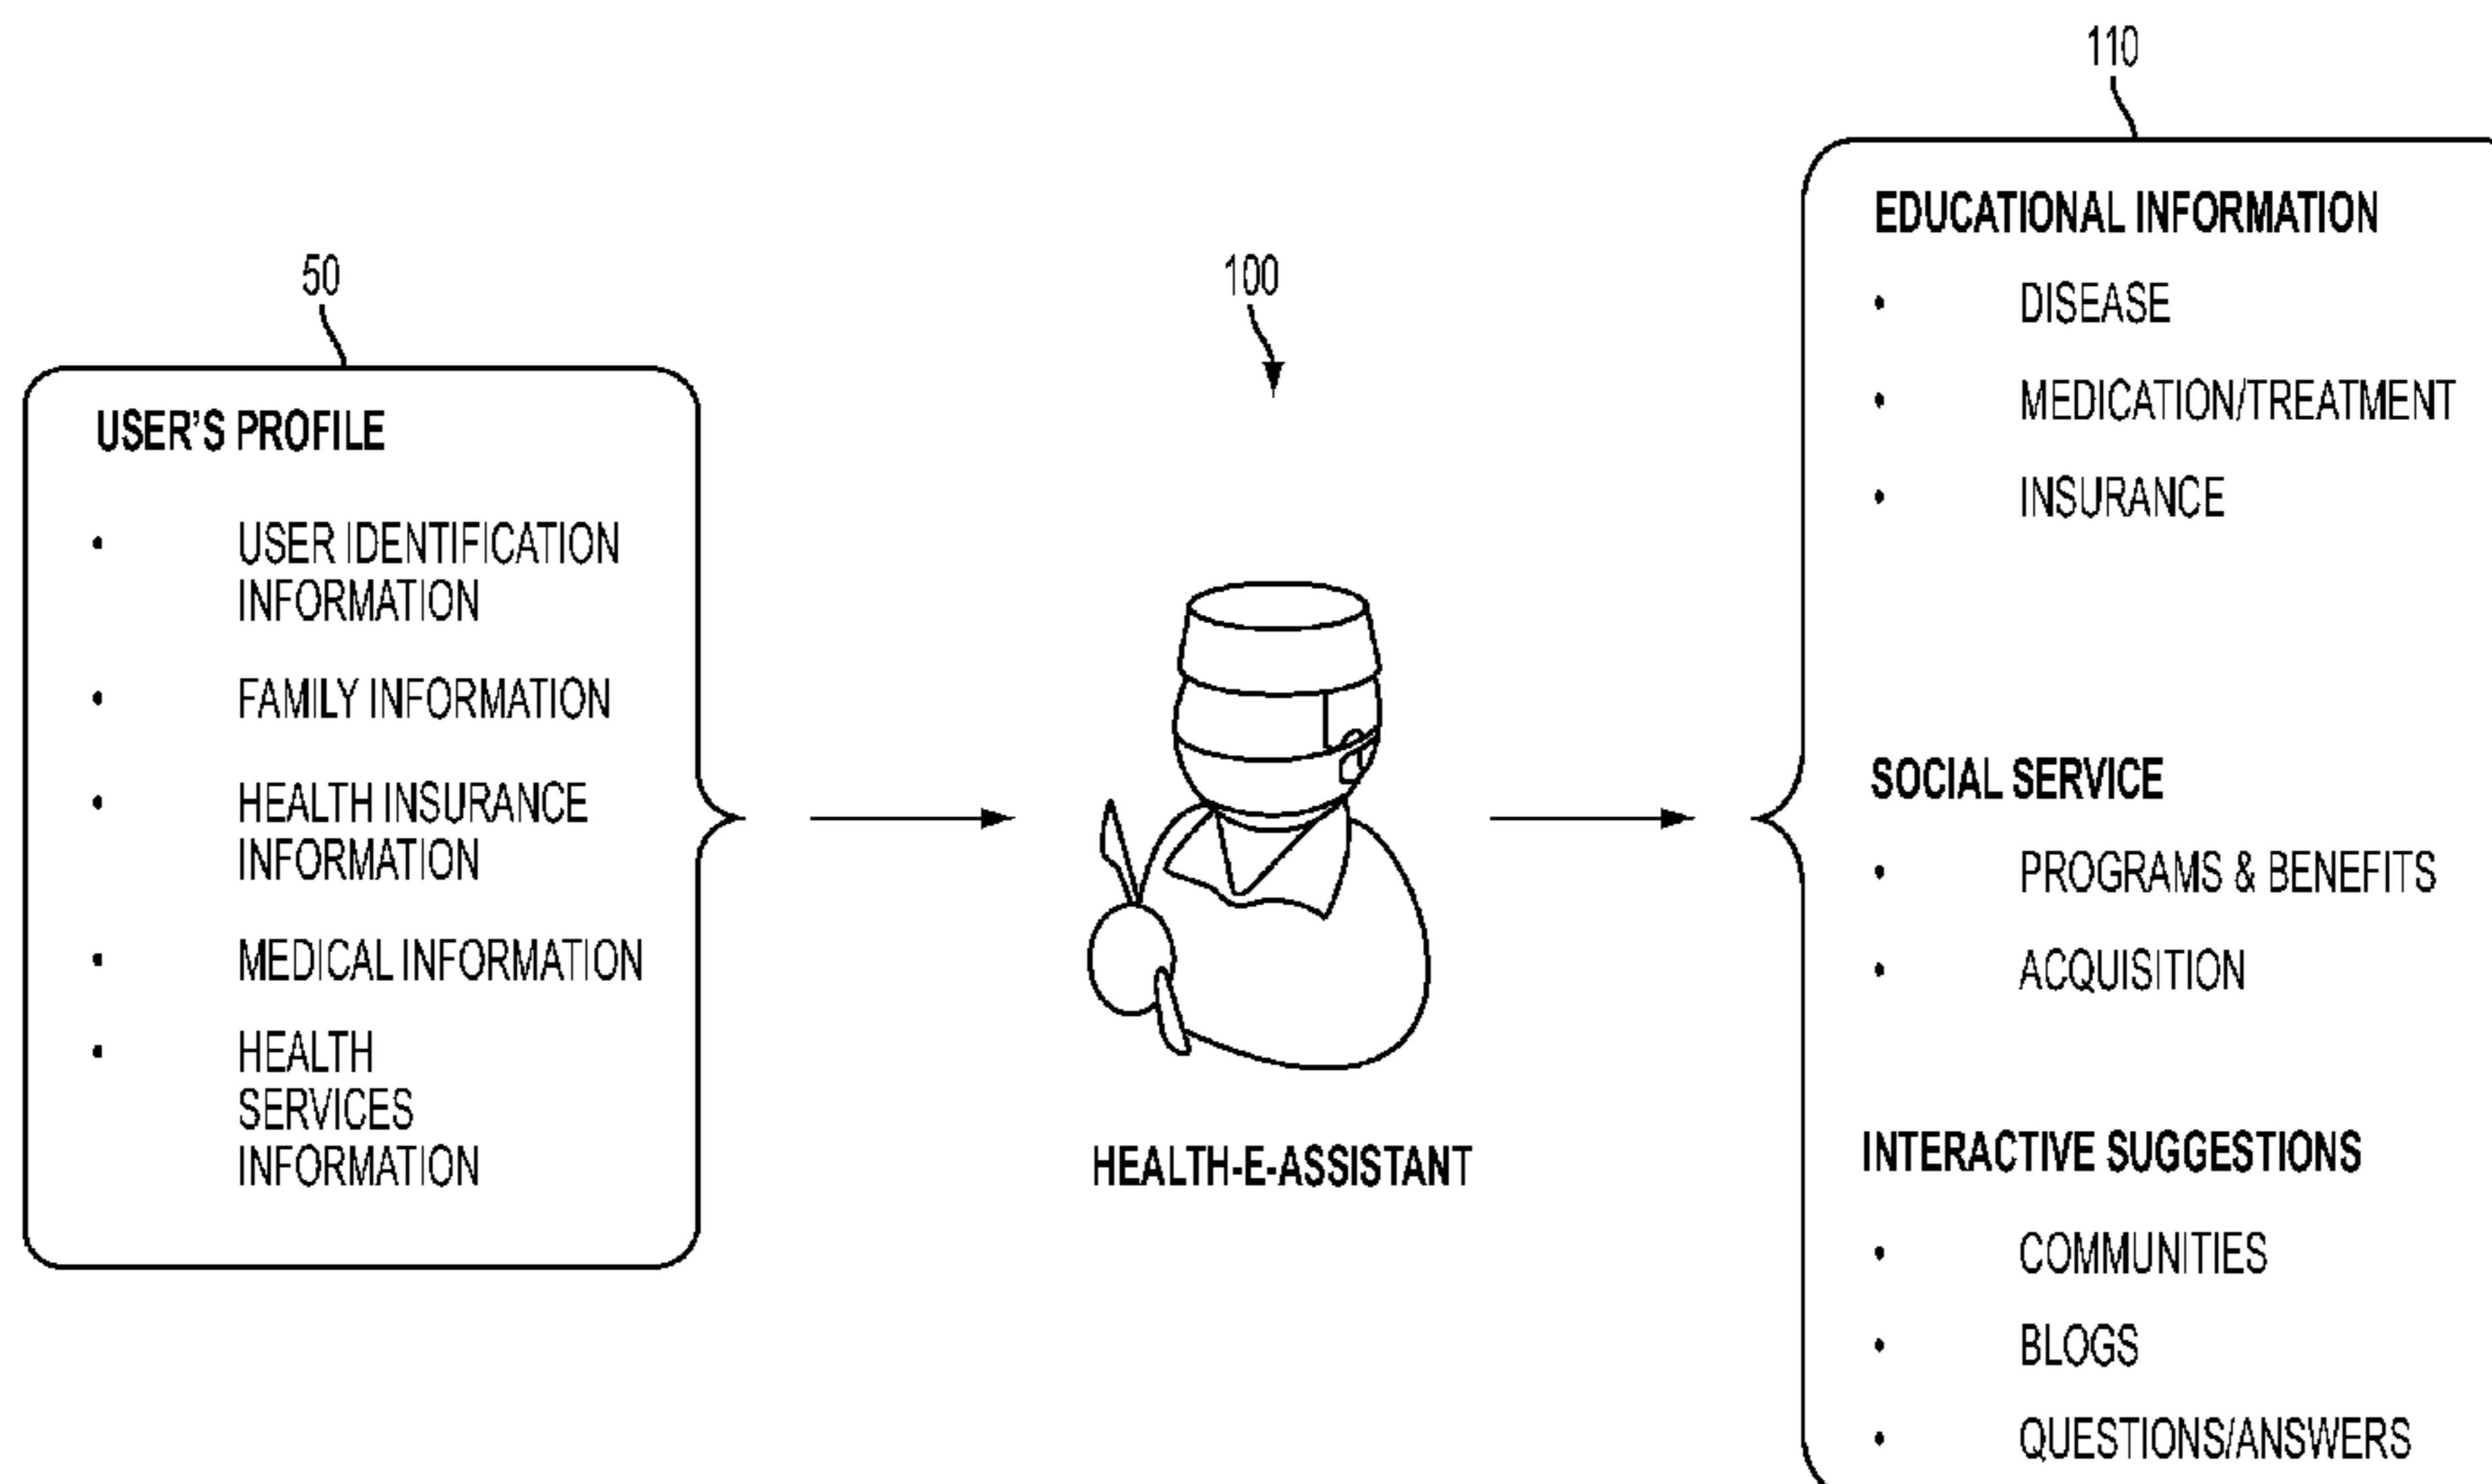 50
USER'S PROFILE
• USER IDENTIFICATION
INFORMATION
• FAMILY INFORMATION
• HEALTH INSURANCE
INFORMATION
• MEDICAL INFORMATION
• HEALTH
SERVICES
INFORMATION
100
HEALTH-E-ASSISTANT
110
EDUCATIONAL INFORMATION
• DISEASE
• MEDICATION/TREATMENT
• INSURANCE
SOCIAL SERVICE
• PROGRAMS & BENEFITS
• ACQUISITION
INTERACTIVE SUGGESTIONS
• COMMUNITIES
• BLOGS
• QUESTIONS/ANSWERS